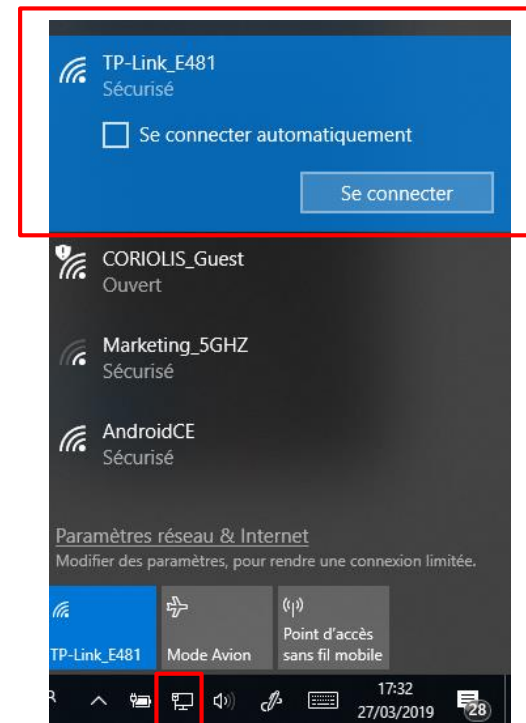 TP-Link_E481
Sécurisé
Se connecter automatiquement
Se connecter
CORIOLIS_Guest
Ouvert
Marketing_5GHZ
Sécurisé
AndroidCE
Sécurisé
Paramètres réseau & Internet
Modifier des paramètres, pour rendre une connexion limitée.
TP-Link_E481
Mode Avion
Point d'accès
sans fil mobile
17:32
27/03/2019
28